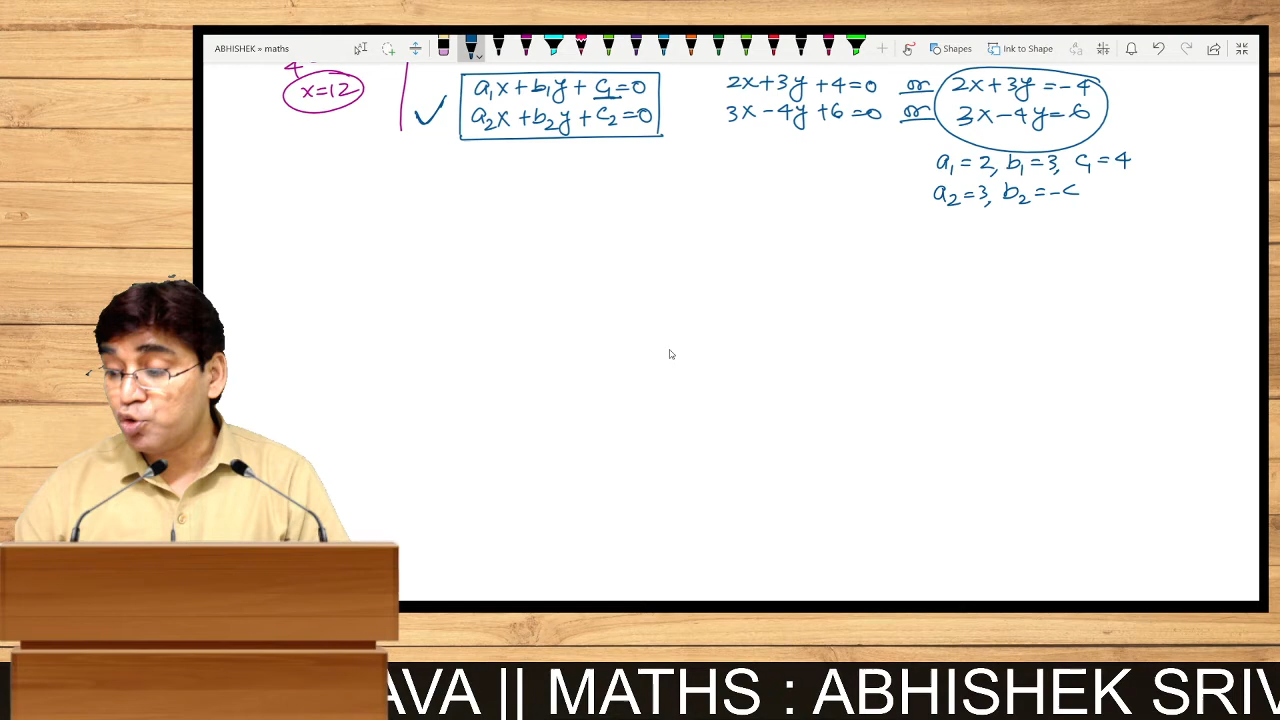 ABHISHEK » maths
Shapes
Ink to Shape
x=12
a₁x+b₁y+c₁=0
a₂x+b₂y+c₂=0
2x+3y+4=0 or 2x+3y=-4
3x-4y+6=0 or 3x-4y=-6
a₁=2, b₁=3, c₁=4
a₂=3, b₂=-
AVA || MATHS : ABHISHEK SRIV